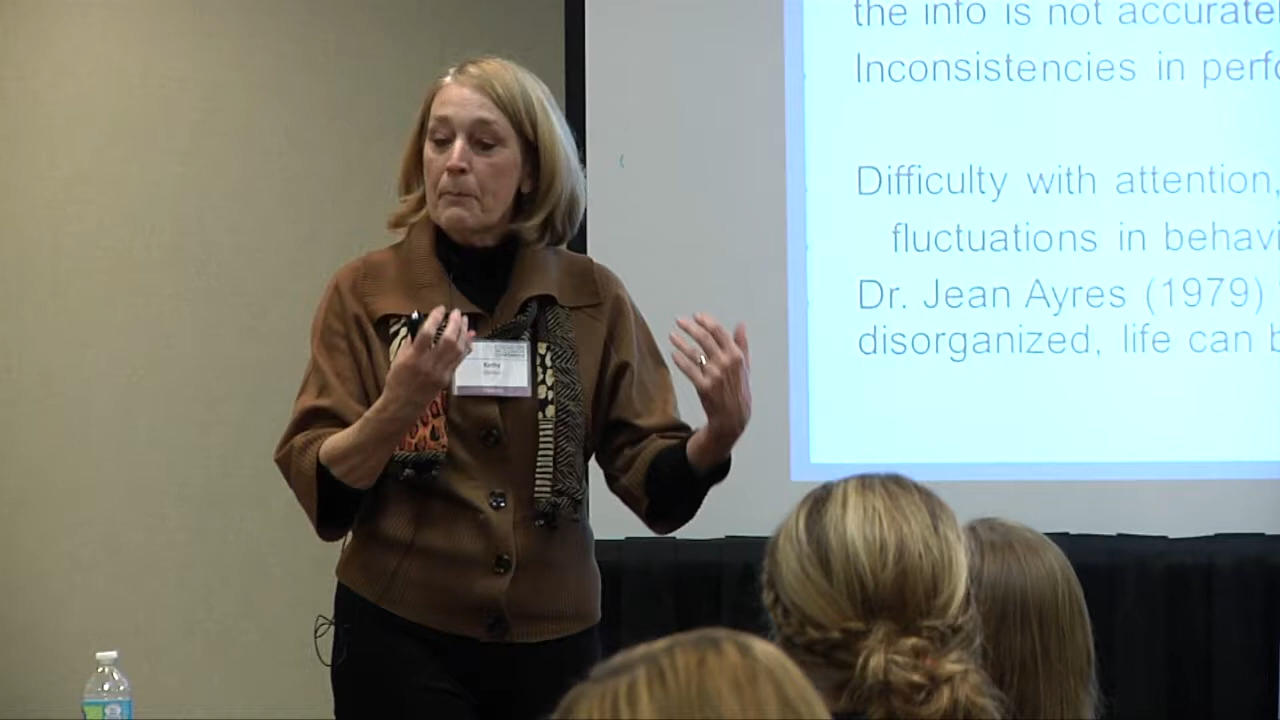 the info is not accurate
Inconsistencies in perfo
Difficulty with attention,
fluctuations in behavi
Dr. Jean Ayres (1979)
disorganized, life can b
Kathy